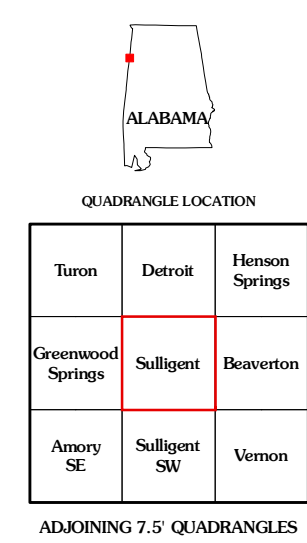 ALABAMA
QUADRANGLE LOCATION
Turon
Detroit
Henson
Springs
Greenwood
Springs
Sulligent
Beaverton
Amory
SE
Sulligent
SW
Vernon
ADJOINING 7.5' QUADRANGLES